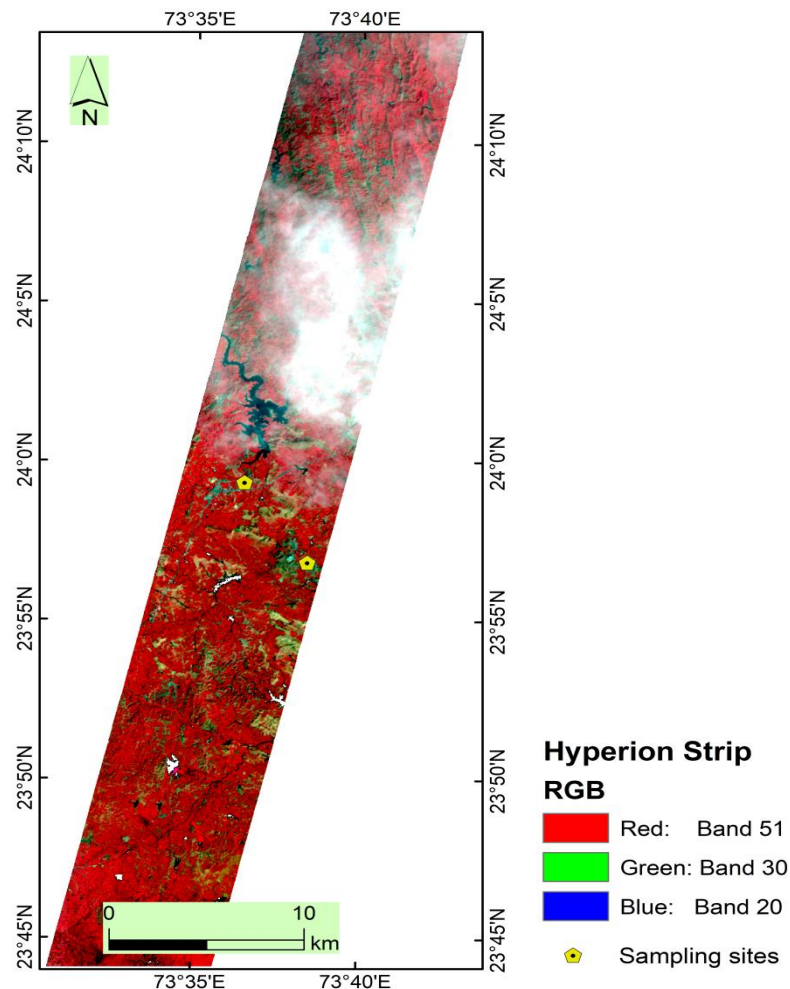 73°35'E 73°40'E
N
24°10'N 24°10'N
24°5'N 24°5'N
24°0'N 24°0'N
23°55'N 23°55'N
23°50'N 23°50'N
23°45'N 23°45'N
Hyperion Strip
RGB
Red: Band 51
Green: Band 30
Blue: Band 20
Sampling sites
0 10
km
73°35'E 73°40'E